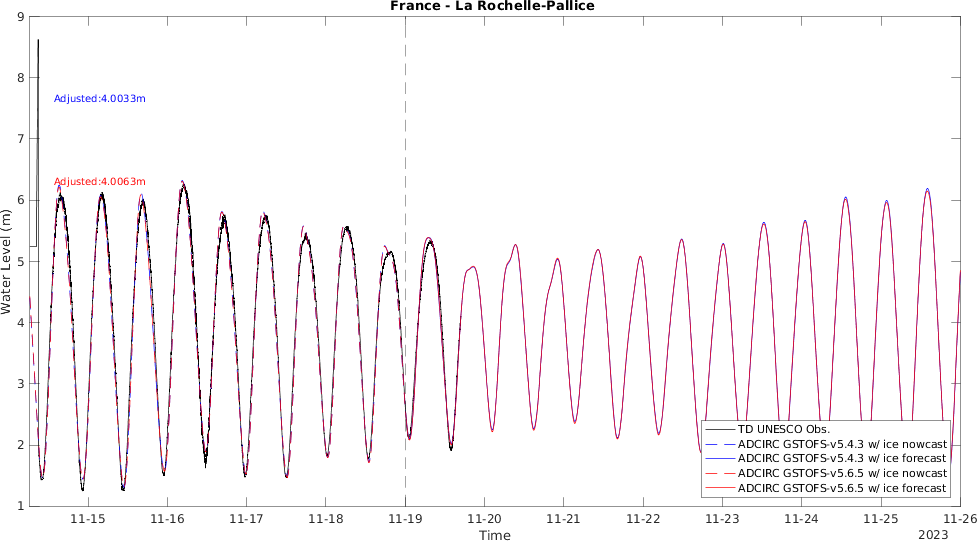 France - La Rochelle-Pallice
9
8
7
6
5
4
3
2
1
Water Level (m)
Adjusted:4.0033m
Adjusted:4.0063m
TD UNESCO Obs.
ADCIRC GSTOFS-v5.4.3 w/ ice nowcast
ADCIRC GSTOFS-v5.4.3 w/ ice forecast
ADCIRC GSTOFS-v5.6.5 w/ ice nowcast
ADCIRC GSTOFS-v5.6.5 w/ ice forecast
11-15 11-16 11-17 11-18 11-19 11-20 11-21 11-22 11-23 11-24 11-25 11-26
Time
2023